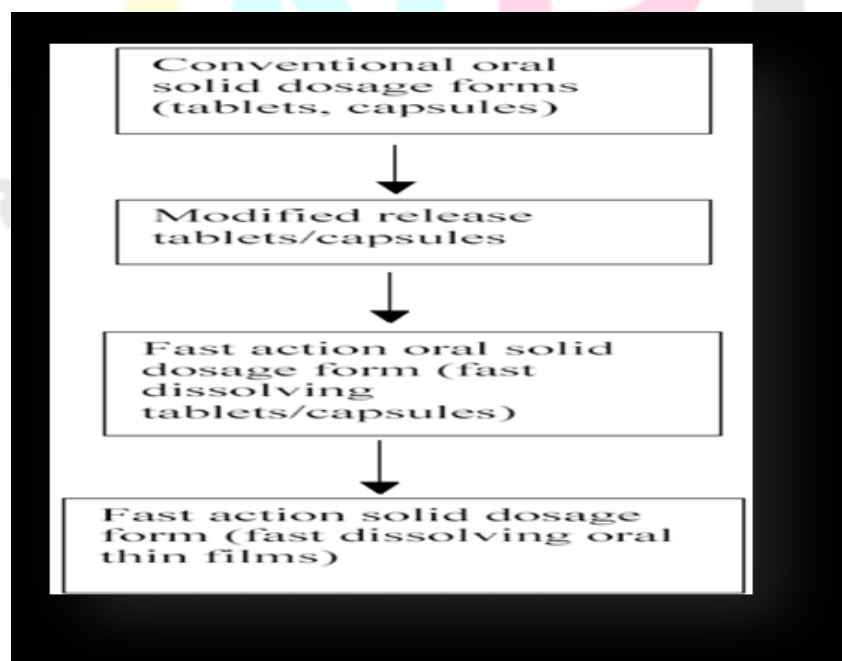 Conventional oral
solid dosage forms
(tablets, capsules)
Modified release
tablets/capsules
Fast action oral solid
dosage form (fast
dissolving
tablets/capsules)
Fast action solid dosage
form (fast dissolving oral
thin films)